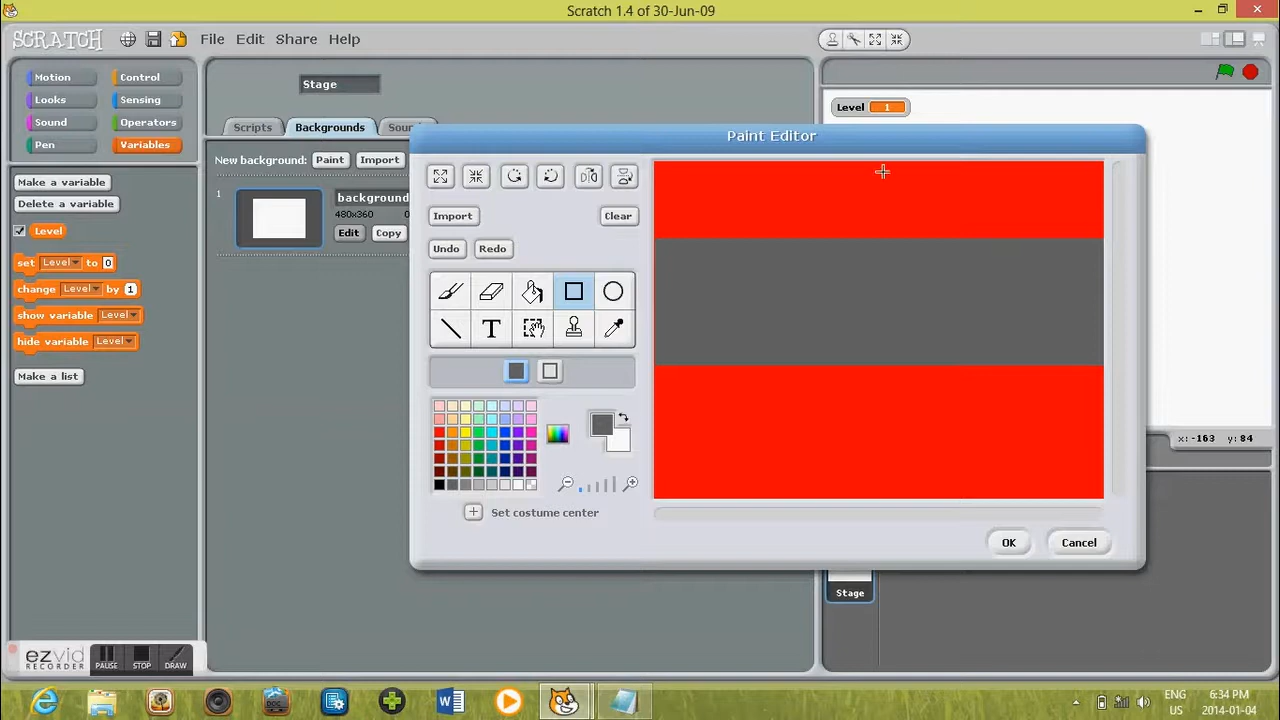 Scratch 1.4 of 30-Jun-09
SCRATCH
File Edit Share Help
Motion Control
Looks Sensing
Sound Operators
Pen Variables
Make a variable
Delete a variable
Level
set Level to 0
change Level by 1
show variable Level
hide variable Level
Make a list
Stage
Scripts Backgrounds Sou
New background: Paint Import
1
background
480x360 0
Edit Copy
Level 1
Paint Editor
Import Clear
Undo Redo
T
Set costume center
OK Cancel
x: -163 y: 84
Stage
ezvid
RECORDER
PAUSE STOP DRAW
DOC
W
ENG
US
6:34 PM
2014-01-04